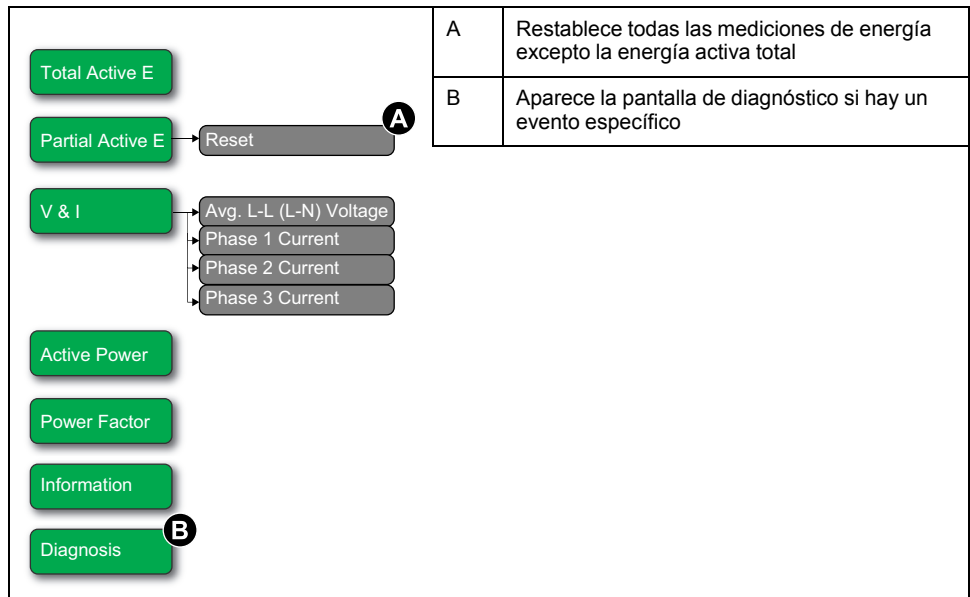 Total Active E
Partial Active E
Reset
A
V & I
Avg. L-L (L-N) Voltage
Phase 1 Current
Phase 2 Current
Phase 3 Current
Active Power
Power Factor
Information
Diagnosis
B
A
Restablece todas las mediciones de energía
excepto la energía activa total
B
Aparece la pantalla de diagnóstico si hay un
evento específico